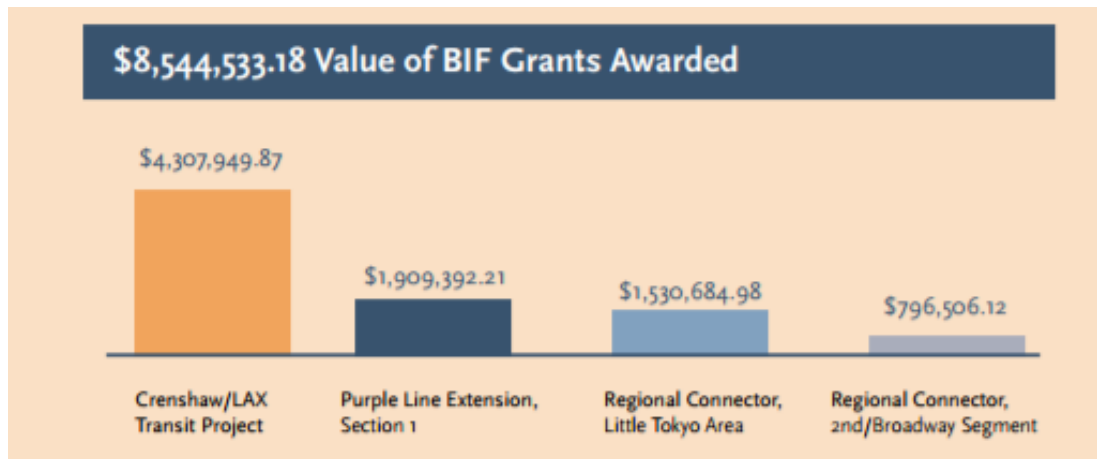 $8,544,533.18 Value of BIF Grants Awarded
$4,307,949.87
$1,909,392.21
$1,530,684.98
$796,506.12
Crenshaw/LAX
Transit Project
Purple Line Extension,
Section 1
Regional Connector,
Little Tokyo Area
Regional Connector,
2nd/Broadway Segment